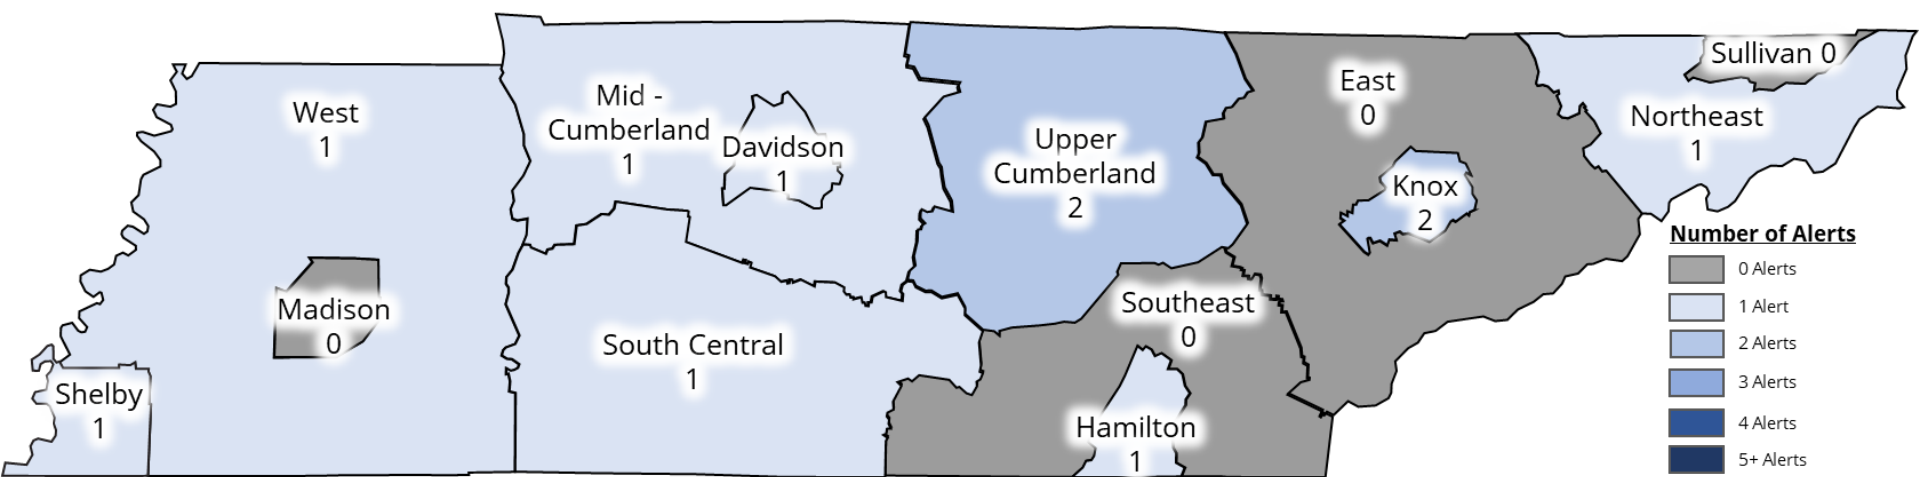 West
1
Mid -
Cumberland
1
Davidson
1
Upper
Cumberland
2
East
0
Knox
2
Sullivan 0
Northeast
1
Madison
0
Shelby
1
South Central
1
Southeast
0
Hamilton
1
Number of Alerts
0 Alerts
1 Alert
2 Alerts
3 Alerts
4 Alerts
5+ Alerts